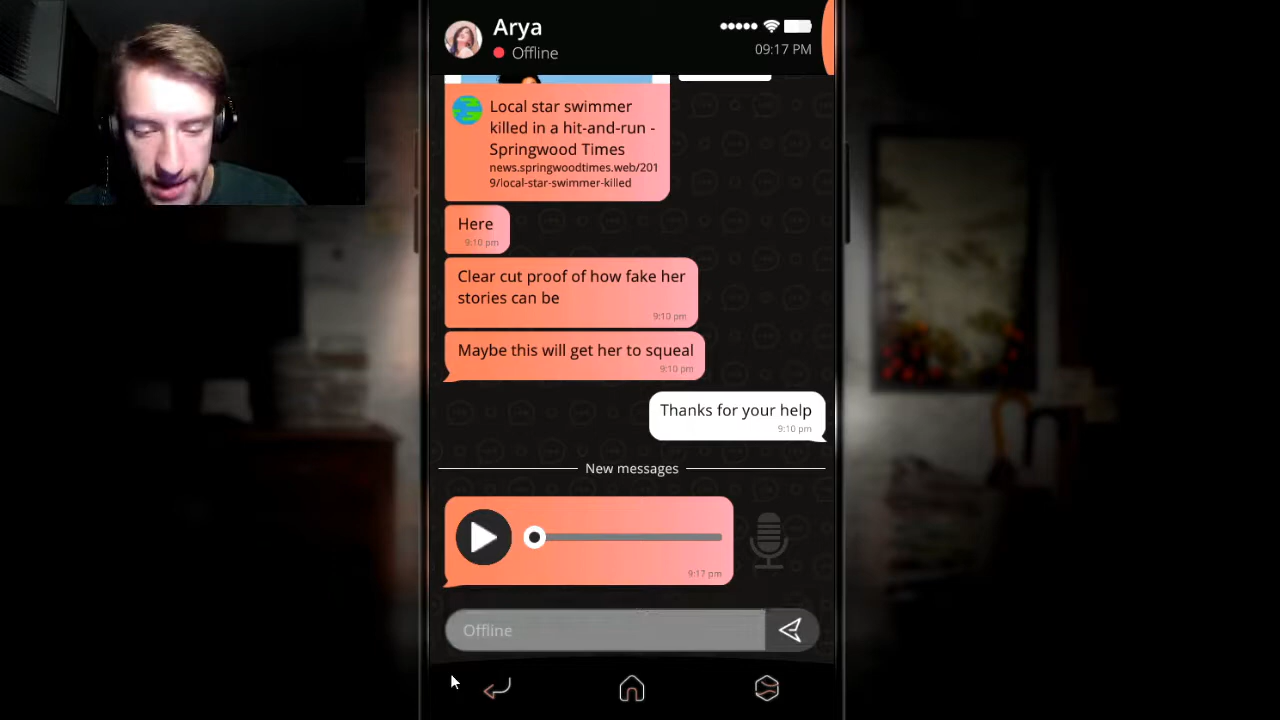 Arya
Offline
09:17 PM
Local star swimmer
killed in a hit-and-run -
Springwood Times
news.springwoodtimes.web/201
9/local-star-swimmer-killed
Here
9:10 pm
Clear cut proof of how fake her
stories can be
9:10 pm
Maybe this will get her to squeal
9:10 pm
Thanks for your help
9:10 pm
New messages
9:17 pm
Offline